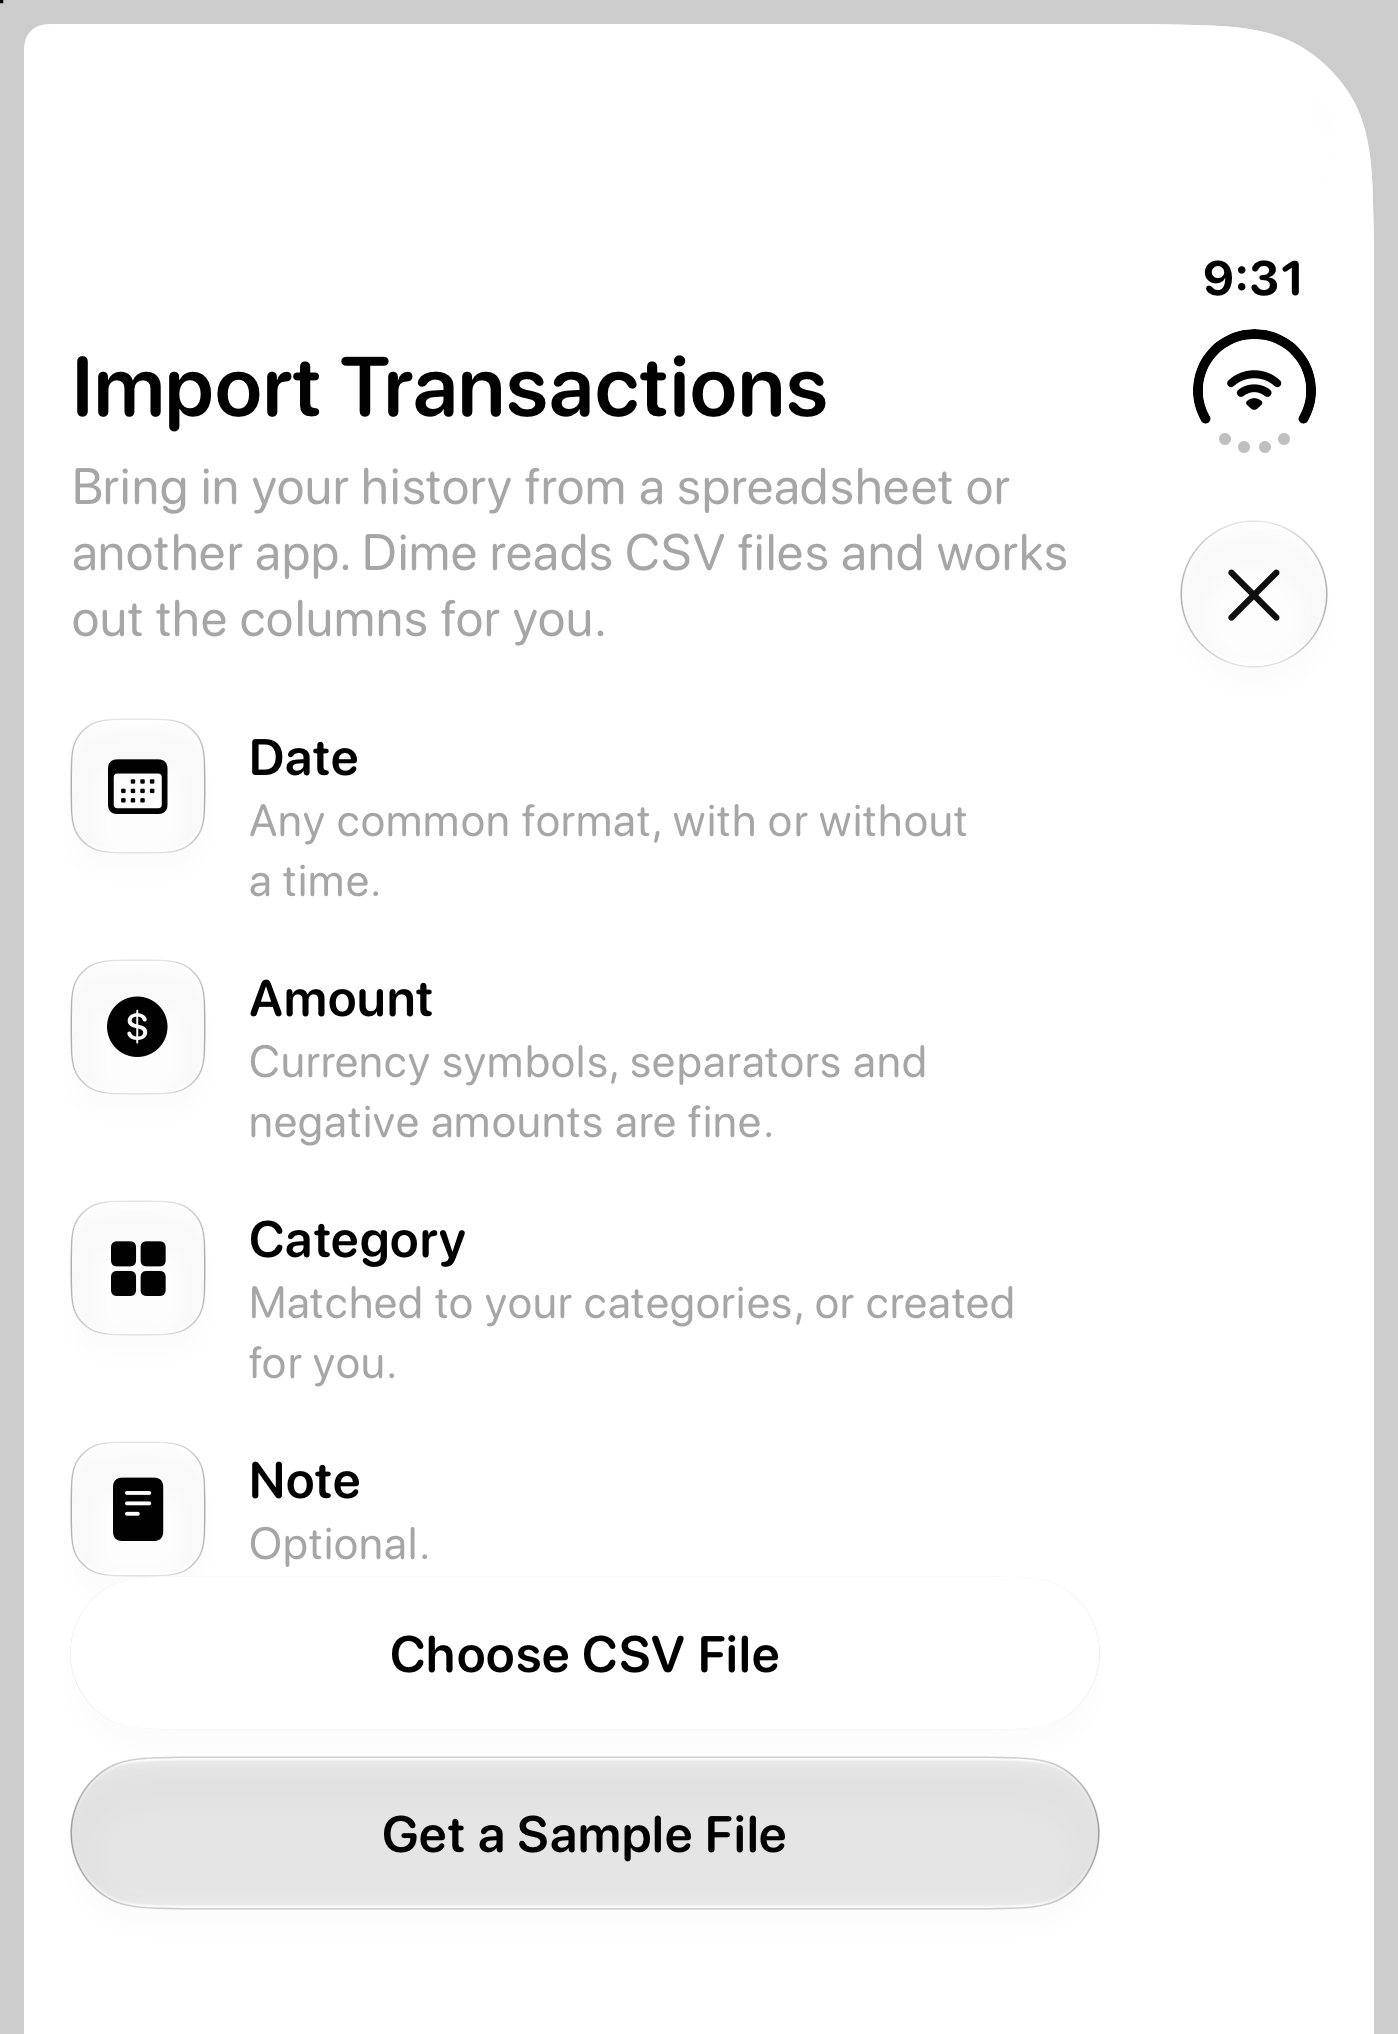 9:31
Import Transactions
Bring in your history from a spreadsheet or
another app. Dime reads CSV files and works
out the columns for you.
Date
Any common format, with or without
a time.
$
Amount
Currency symbols, separators and
negative amounts are fine.
Category
Matched to your categories, or created
for you.
Note
Optional.
Choose CSV File
Get a Sample File